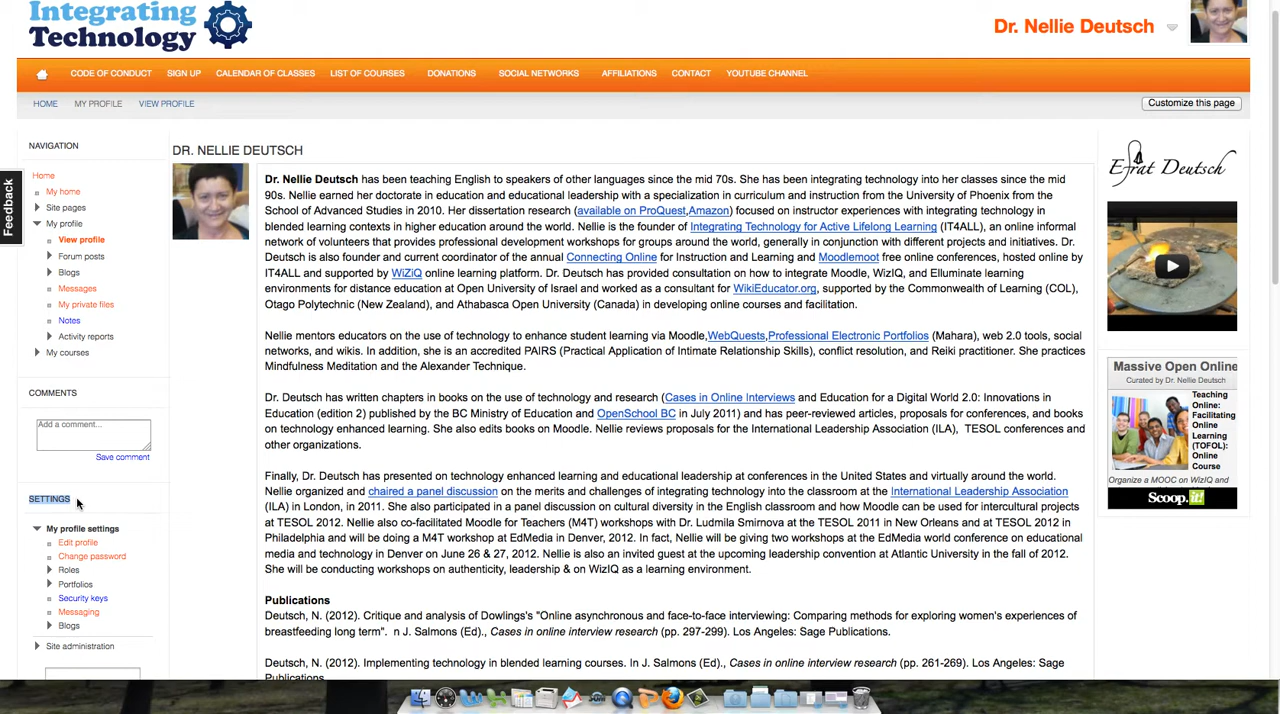 Integrating
Technology
Dr. Nellie Deutsch
CODE OF CONDUCT SIGN UP CALENDAR OF CLASSES LIST OF COURSES DONATIONS SOCIAL NETWORKS AFFILIATIONS CONTACT YOUTUBE CHANNEL
HOME MY PROFILE VIEW PROFILE
Customize this page
Feedback
NAVIGATION
Home
My home
Site pages
My profile
View profile
Forum posts
Blogs
Messages
My private files
Notes
Activity reports
My courses
COMMENTS
Add a comment...
Save comment
SETTINGS
My profile settings
Edit profile
Change password
Roles
Portfolios
Security keys
Messaging
Blogs
Site administration
DR. NELLIE DEUTSCH
Dr. Nellie Deutsch has been teaching English to speakers of other languages since the mid 70s. She has been integrating technology into her classes since the mid
90s. Nellie earned her doctorate in education and educational leadership with a specialization in curriculum and instruction from the University of Phoenix from the
School of Advanced Studies in 2010. Her dissertation research (available on ProQuest,Amazon) focused on instructor experiences with integrating technology in
blended learning contexts in higher education around the world. Nellie is the founder of Integrating Technology for Active Lifelong Learning (IT4ALL), an online informal
network of volunteers that provides professional development workshops for groups around the world, generally in conjunction with different projects and initiatives. Dr.
Deutsch is also founder and current coordinator of the annual Connecting Online for Instruction and Learning and Moodlemoot free online conferences, hosted online by
IT4ALL and supported by WiZiQ online learning platform. Dr. Deutsch has provided consultation on how to integrate Moodle, WizIQ, and Elluminate learning
environments for distance education at Open University of Israel and worked as a consultant for WikiEducator.org, supported by the Commonwealth of Learning (COL),
Otago Polytechnic (New Zealand), and Athabasca Open University (Canada) in developing online courses and facilitation.
Nellie mentors educators on the use of technology to enhance student learning via Moodle,WebQuests,Professional Electronic Portfolios (Mahara), web 2.0 tools, social
networks, and wikis. In addition, she is an accredited PAIRS (Practical Application of Intimate Relationship Skills), conflict resolution, and Reiki practitioner. She practices
Mindfulness Meditation and the Alexander Technique.
Dr. Deutsch has written chapters in books on the use of technology and research (Cases in Online Interviews and Education for a Digital World 2.0: Innovations in
Education (edition 2) published by the BC Ministry of Education and OpenSchool BC in July 2011) and has peer-reviewed articles, proposals for conferences, and books
on technology enhanced learning. She also edits books on Moodle. Nellie reviews proposals for the International Leadership Association (ILA), TESOL conferences and
other organizations.
Finally, Dr. Deutsch has presented on technology enhanced learning and educational leadership at conferences in the United States and virtually around the world.
Nellie organized and chaired a panel discussion on the merits and challenges of integrating technology into the classroom at the International Leadership Association
(ILA) in London, in 2011. She also participated in a panel discussion on cultural diversity in the English classroom and how Moodle can be used for intercultural projects
at TESOL 2012. Nellie also co-facilitated Moodle for Teachers (M4T) workshops with Dr. Ludmila Smirnova at the TESOL 2011 in New Orleans and at TESOL 2012 in
Philadelphia and will be doing a M4T workshop at EdMedia in Denver, 2012. In fact, Nellie will be giving two workshops at the EdMedia world conference on educational
media and technology in Denver on June 26 & 27, 2012. Nellie is also an invited guest at the upcoming leadership convention at Atlantic University in the fall of 2012.
She will be conducting workshops on authenticity, leadership & on WizIQ as a learning environment.
Publications
Deutsch, N. (2012). Critique and analysis of Dowlings's "Online asynchronous and face-to-face interviewing: Comparing methods for exploring women's experiences of
breastfeeding long term". n J. Salmons (Ed)., Cases in online interview research (pp. 297-299). Los Angeles: Sage Publications.
Deutsch, N. (2012). Implementing technology in blended learning courses. In J. Salmons (Ed)., Cases in online interview research (pp. 261-269). Los Angeles: Sage
Publications.
Efrat Deutsch
Massive Open Online
Curated by Dr. Nellie Deutsch
Teaching
Online:
Facilitating
Online
Learning
(TOFOL):
Online
Course
Organize a MOOC on WizIQ and
Scoop.it!